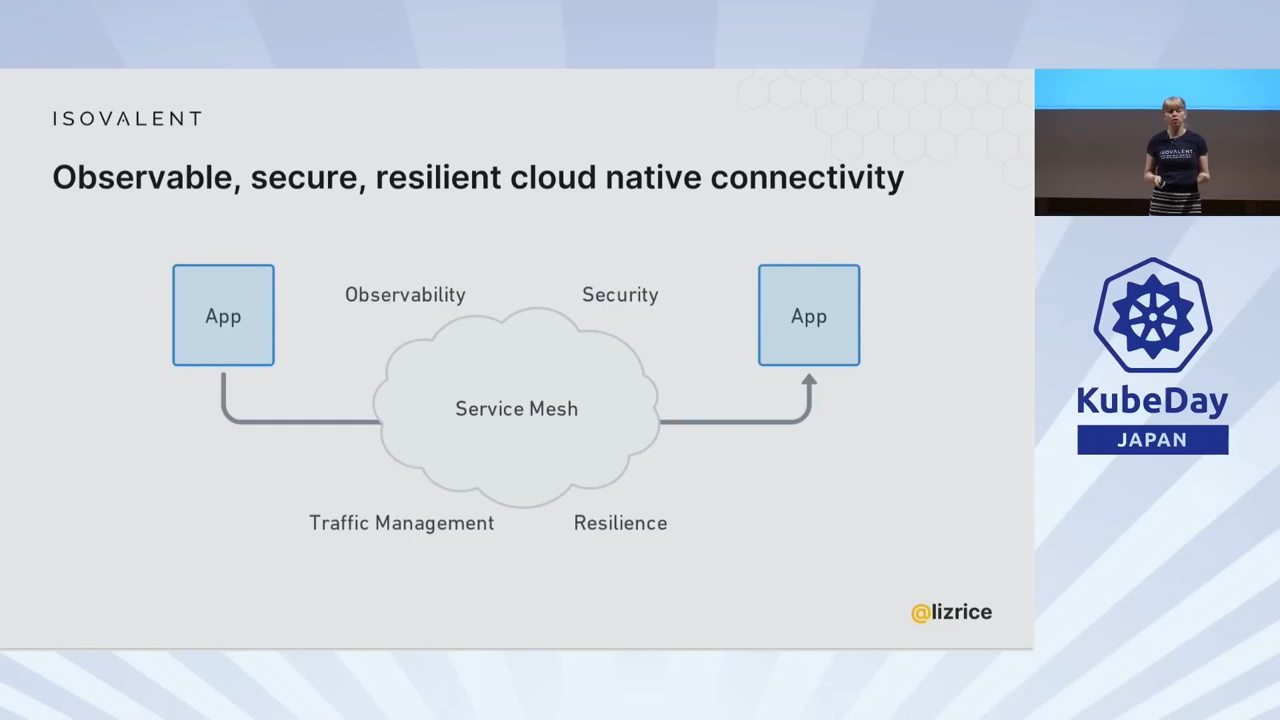 ISOVALENT
Observable, secure, resilient cloud native connectivity
App
Observability
Security
App
Service Mesh
Traffic Management
Resilience
@lizrice
ISOVALENT
KubeDay
JAPAN